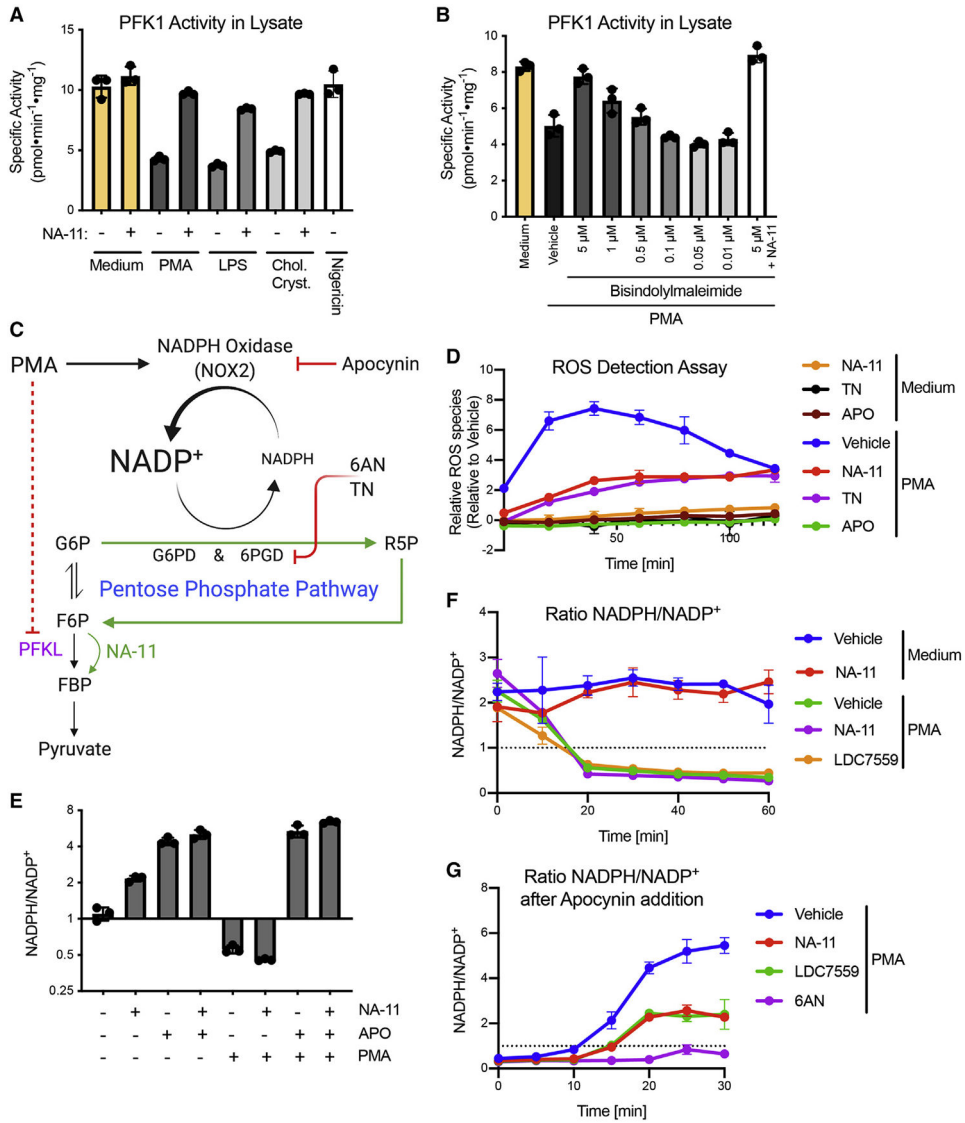 A
PFK1 Activity in Lysate
Specific Activity
(pmol•min⁻¹•mg⁻¹)
15
10
5
0
NA-11: - + - + - + - + -
Medium PMA LPS Chol. Cryst. Nigericin
B
PFK1 Activity in Lysate
Specific Activity
(pmol•min⁻¹•mg⁻¹)
10
8
6
4
2
0
Medium
Vehicle
5 µM
1 µM
0.5 µM
0.1 µM
0.05 µM
0.01 µM
5 µM
+ NA-11
Bisindolylmaleimide
PMA
C
PMA
NADPH Oxidase
(NOX2)
Apocynin
NADP⁺
NADPH
6AN
TN
G6P
G6PD & 6PGD
R5P
Pentose Phosphate Pathway
F6P
PFKL
NA-11
FBP
Pyruvate
D
ROS Detection Assay
Relative ROS species
(Relative to Vehicle)
10
8
6
4
2
0
-2
50
100
Time [min]
NA-11
TN
APO
Medium
Vehicle
NA-11
TN
APO
PMA
E
NADPH/NADP⁺
8
4
2
1
0.5
0.25
- + - + - + - + NA-11
- - + + - - + + APO
- - - - + + + + PMA
F
Ratio NADPH/NADP⁺
NADPH/NADP⁺
4
3
2
1
0
0 20 40 60
Time [min]
Vehicle
NA-11
Medium
Vehicle
NA-11
LDC7559
PMA
G
Ratio NADPH/NADP⁺
after Apocynin addition
NADPH/NADP⁺
8
6
4
2
0
0 10 20 30
Time [min]
Vehicle
NA-11
LDC7559
6AN
PMA